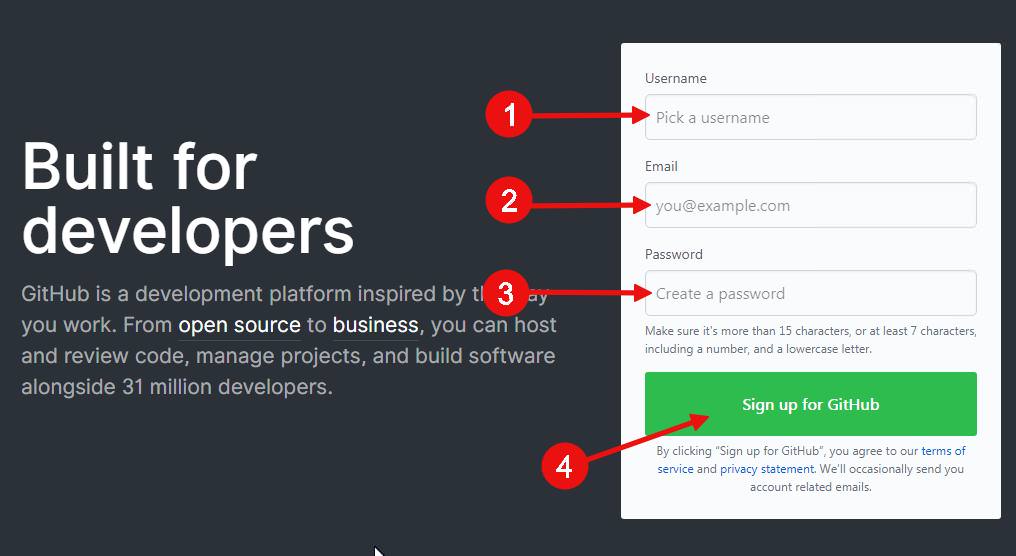 Built for
developers
GitHub is a development platform inspired by the way
you work. From open source to business, you can host
and review code, manage projects, and build software
alongside 31 million developers.
1
2
3
4
Username
Pick a username
Email
you@example.com
Password
Create a password
Make sure it's more than 15 characters, or at least 7 characters,
including a number, and a lowercase letter.
Sign up for GitHub
By clicking “Sign up for GitHub”, you agree to our terms of
service and privacy statement. We’ll occasionally send you
account related emails.